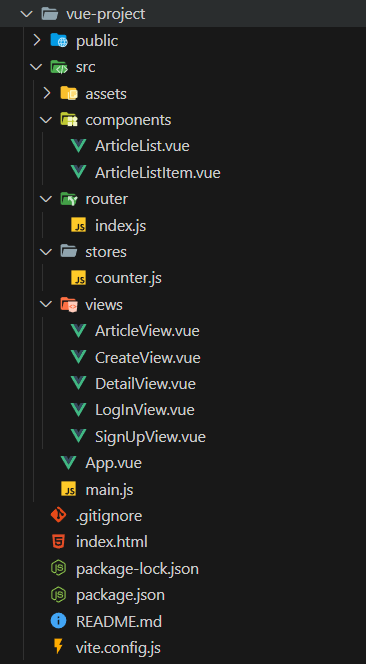 vue-project
public
src
assets
components
ArticleList.vue
ArticleListItem.vue
router
JS index.js
stores
JS counter.js
views
ArticleView.vue
CreateView.vue
DetailView.vue
LogInView.vue
SignUpView.vue
App.vue
JS main.js
.gitignore
index.html
package-lock.json
package.json
README.md
vite.config.js